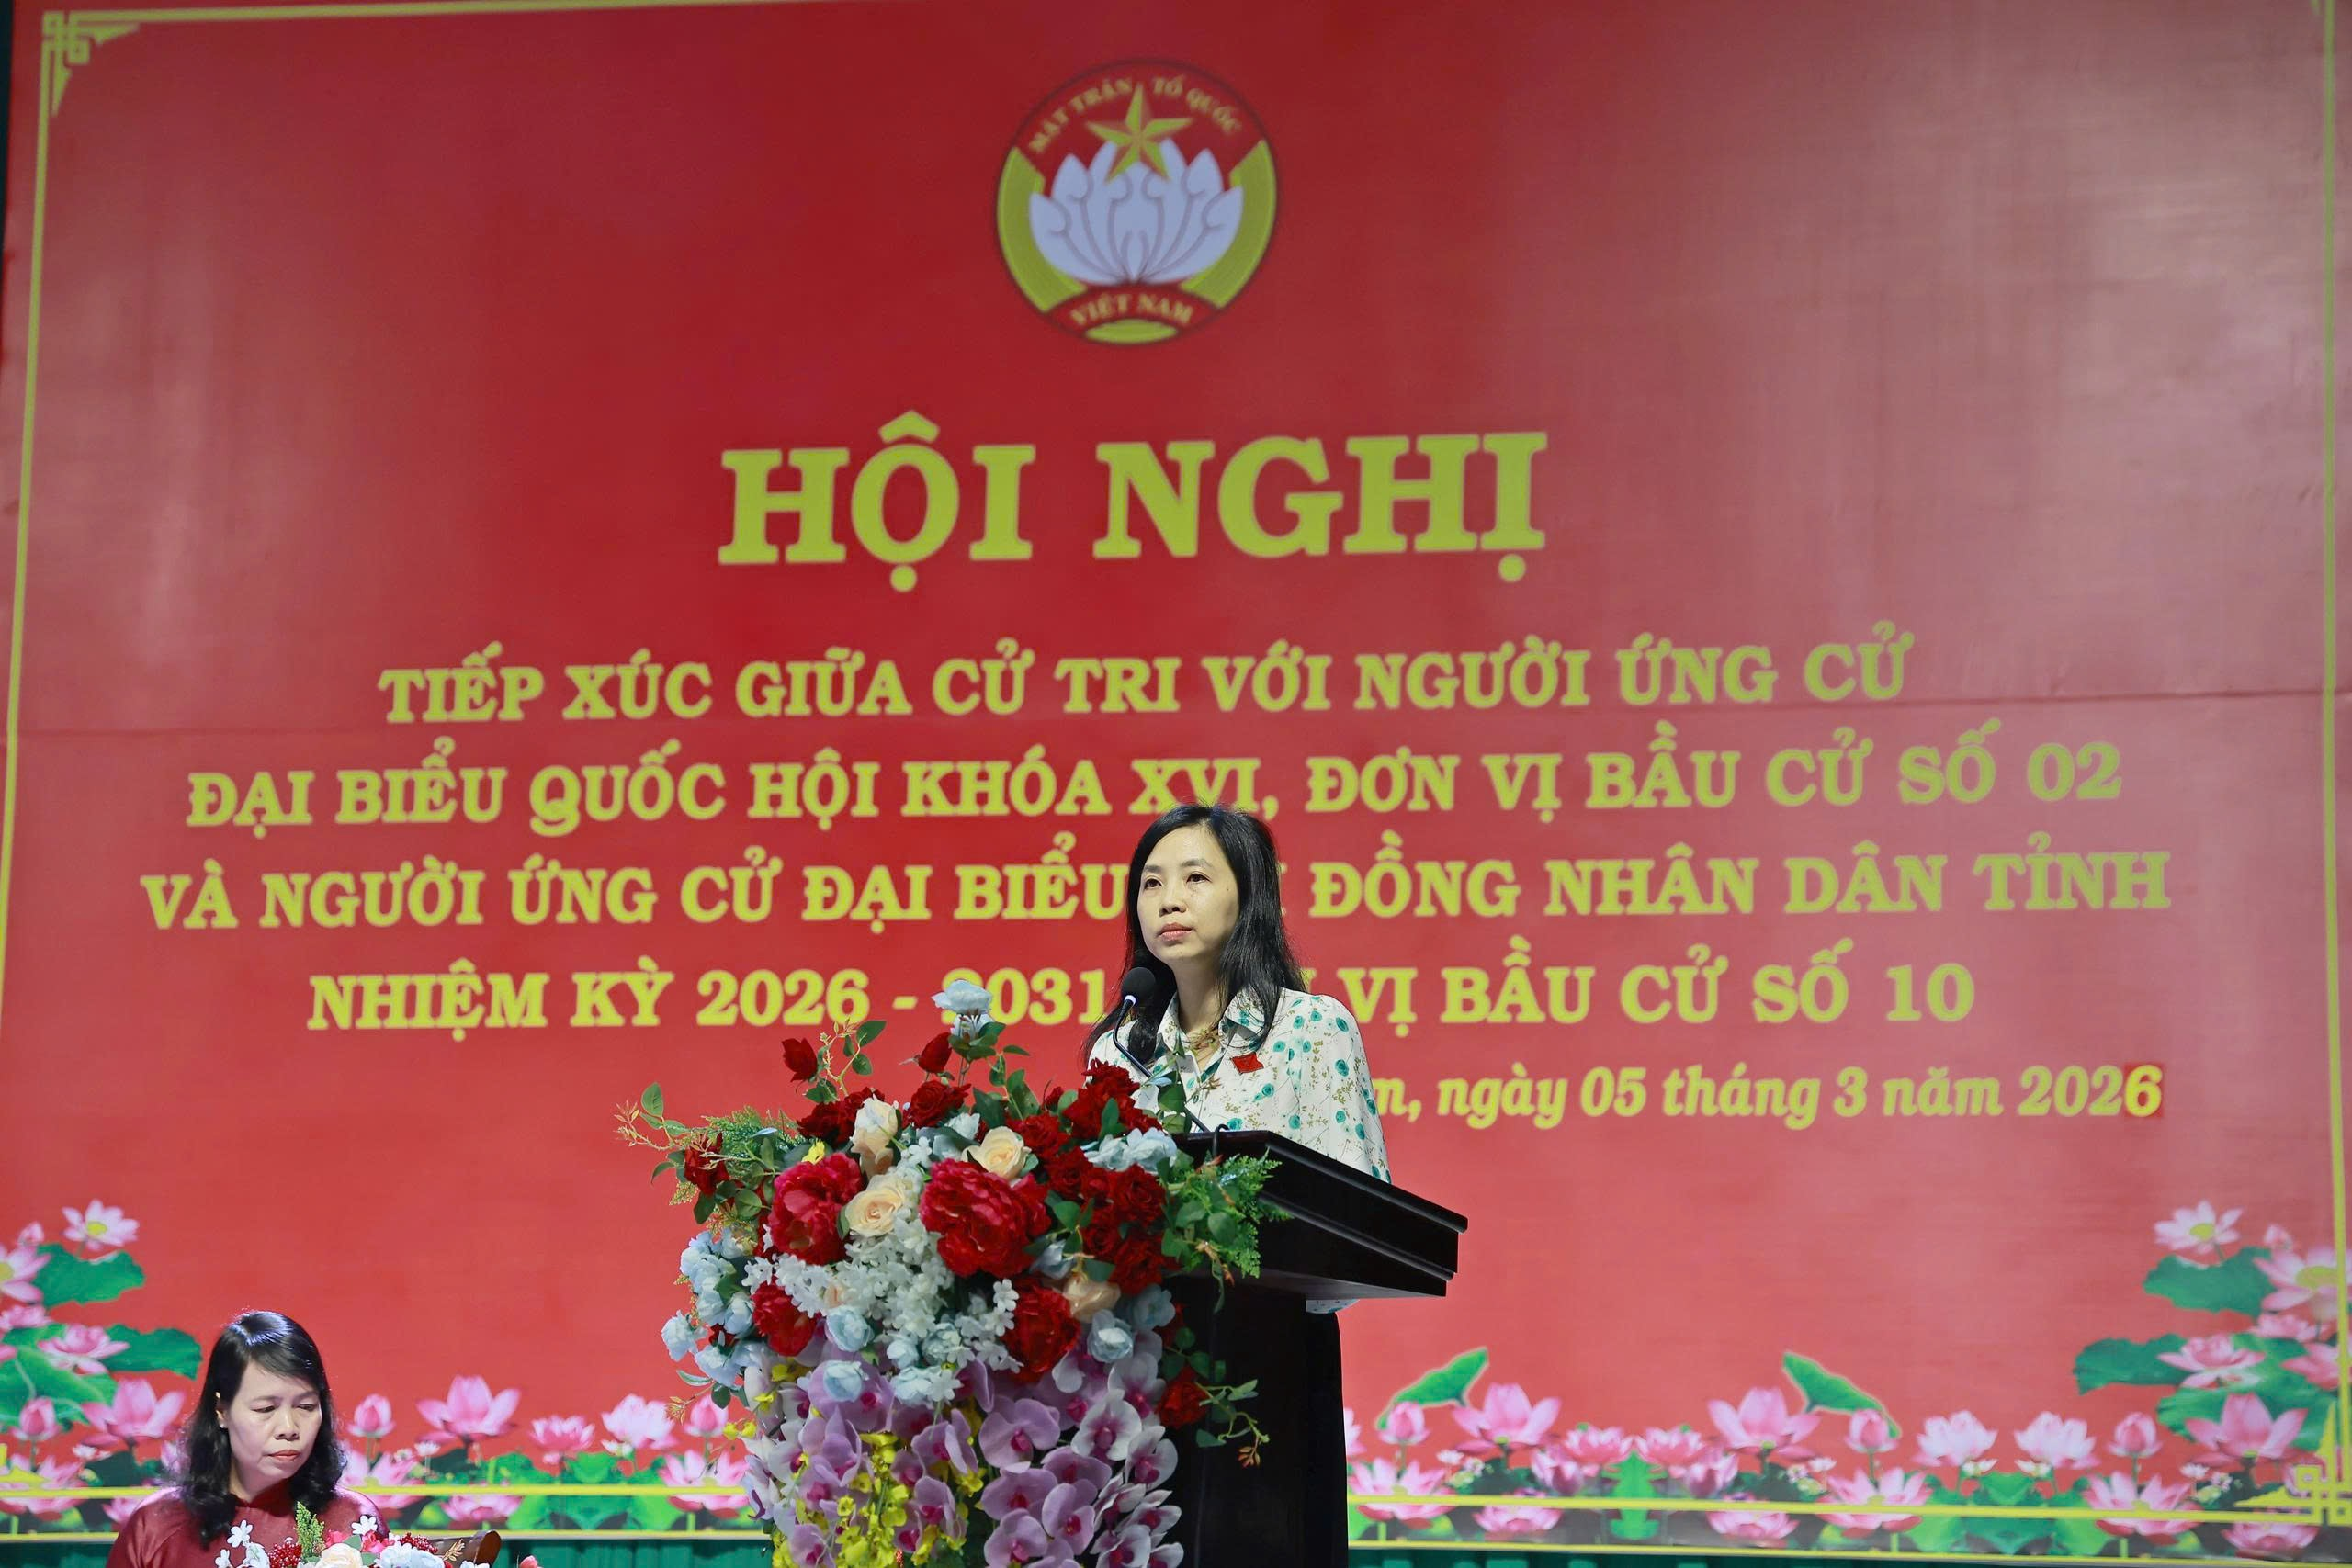 MẶT TRẬN TỔ QUỐC
VIỆT NAM
HỘI NGHỊ
TIẾP XÚC GIỮA CỬ TRI VỚI NGƯỜI ỨNG CỬ
ĐẠI BIỂU QUỐC HỘI KHÓA XVI, ĐƠN VỊ BẦU CỬ SỐ 02
VÀ NGƯỜI ỨNG CỬ ĐẠI BIỂU ĐỒNG NHÂN DÂN TỈNH
NHIỆM KỲ 2026 - 2031 VỊ BẦU CỬ SỐ 10
ngày 05 tháng 3 năm 2026